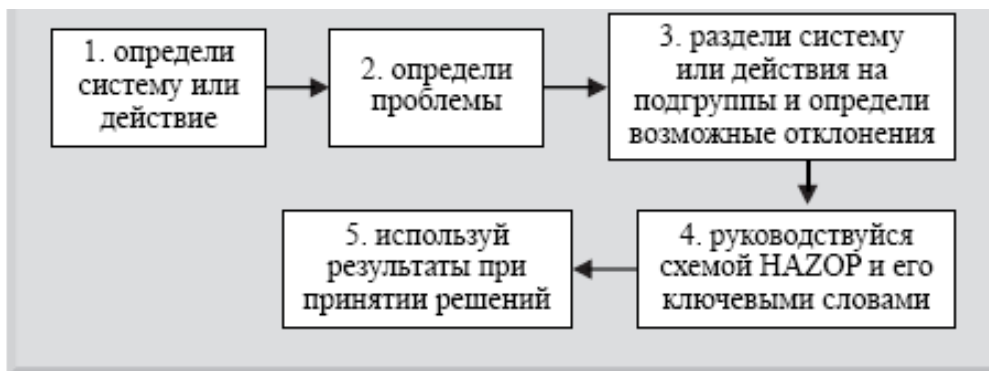 1. определи
систему или
действие
2. определи
проблемы
3. раздели систему
или действия на
подгруппы и определи
возможные отклонения
4. руководствуйся
схемой HAZOP и его
ключевыми словами
5. используй
результаты при
принятии решений